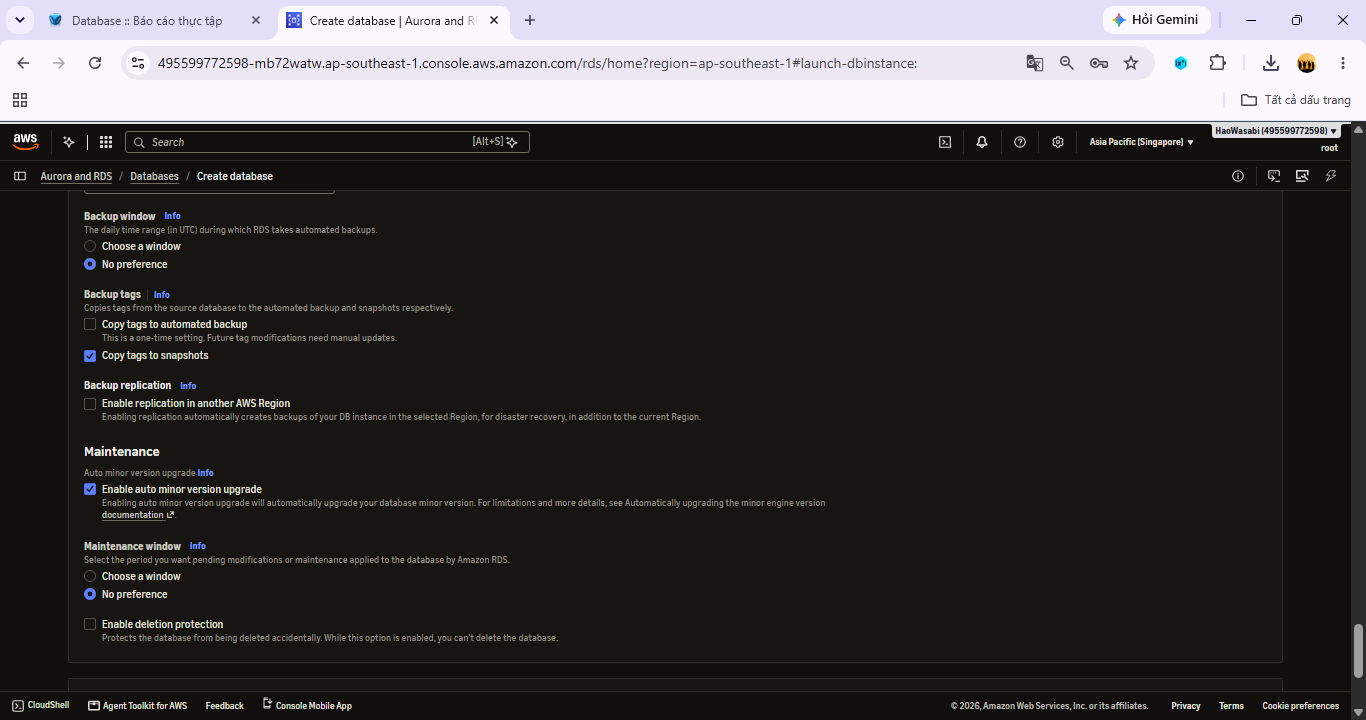 Database :: Báo cáo thực tập
Create database | Aurora and R
Hỏi Gemini
495599772598-mb72watw.ap-southeast-1.console.aws.amazon.com/rds/home?region=ap-southeast-1#launch-dbinstance:
Tất cả dấu trang
aws
Search
[Alt+S]
Asia Pacific (Singapore)
HaoWasabi (495599772598)
root
Aurora and RDS / Databases / Create database
Backup window Info
The daily time range (in UTC) during which RDS takes automated backups.
Choose a window
No preference
Backup tags Info
Copies tags from the source database to the automated backup and snapshots respectively.
Copy tags to automated backup
This is a one-time setting. Future tag modifications need manual updates.
Copy tags to snapshots
Backup replication Info
Enable replication in another AWS Region
Enabling replication automatically creates backups of your DB instance in the selected Region, for disaster recovery, in addition to the current Region.
Maintenance
Auto minor version upgrade Info
Enable auto minor version upgrade
Enabling auto minor version upgrade will automatically upgrade your database minor version. For limitations and more details, see Automatically upgrading the minor engine version
documentation.
Maintenance window Info
Select the period you want pending modifications or maintenance applied to the database by Amazon RDS.
Choose a window
No preference
Enable deletion protection
Protects the database from being deleted accidentally. While this option is enabled, you can't delete the database.
CloudShell
Agent Toolkit for AWS
Feedback
Console Mobile App
© 2026, Amazon Web Services, Inc. or its affiliates.
Privacy
Terms
Cookie preferences